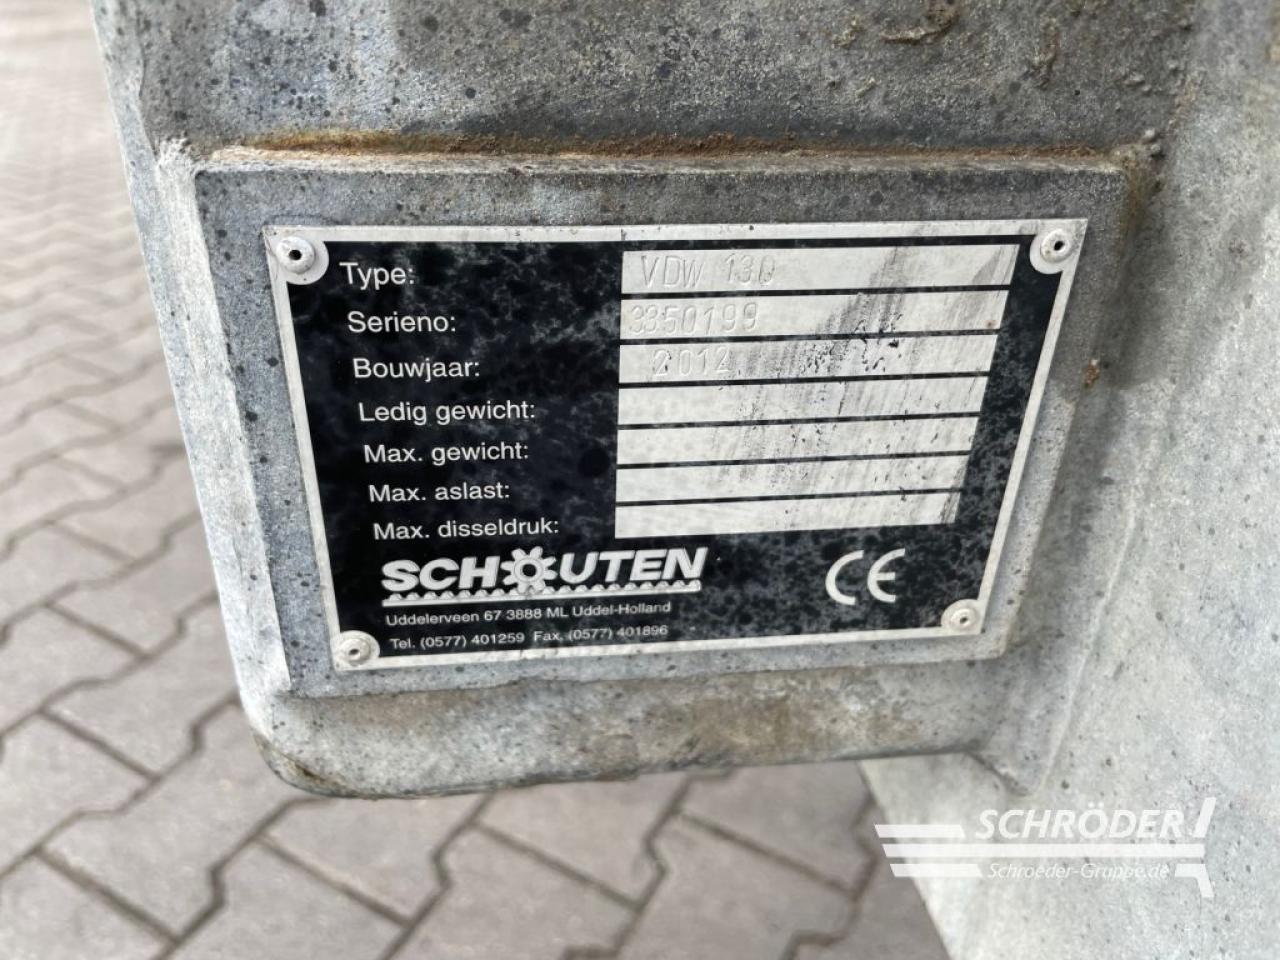 Type: VDW 130
Serieno: 3350199
Bouwjaar: 2012
Ledig gewicht:
Max. gewicht:
Max. aslast:
Max. disseldruk:
SCHOUTEN
CE
Uddelerveen 67 3888 ML Uddel-Holland
Tel. (0577) 401259 Fax. (0577) 401896
SCHRÖDER
Schroeder-Gruppe.de